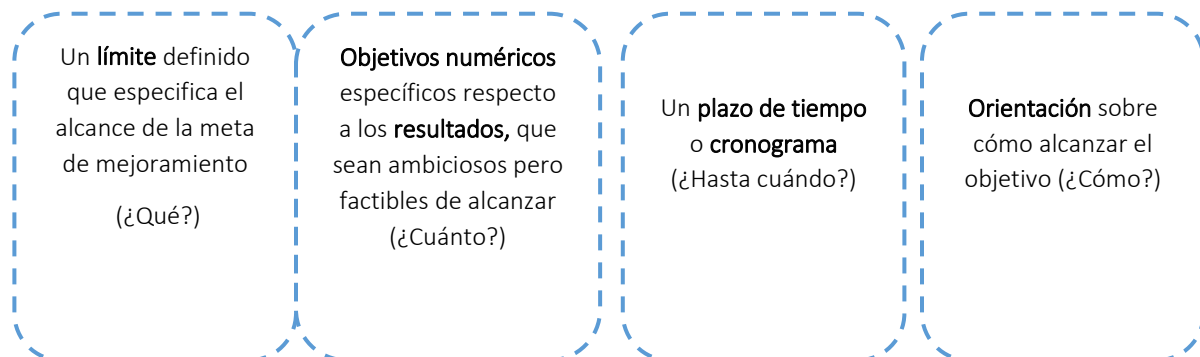 Un límite definido
que especifica el
alcance de la meta
de mejoramiento
(¿Qué?)
Objetivos numéricos
específicos respecto
a los resultados, que
sean ambiciosos pero
factibles de alcanzar
(¿Cuánto?)
Un plazo de tiempo
o cronograma
(¿Hasta cuándo?)
Orientación sobre
cómo alcanzar el
objetivo (¿Cómo?)